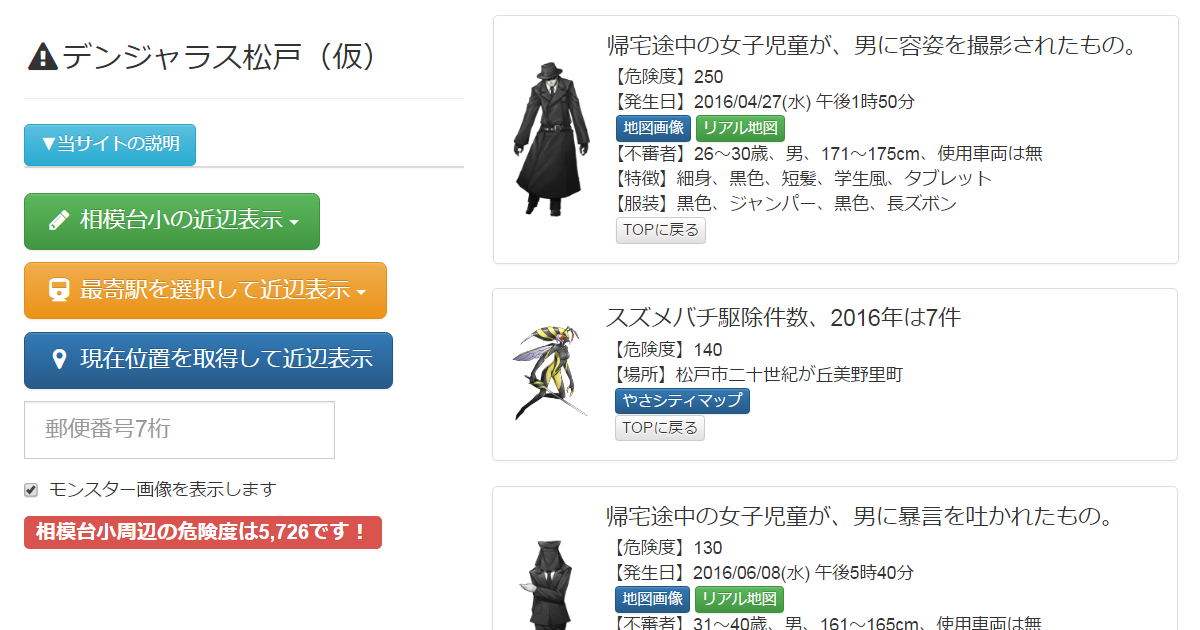 デンジャラス松戸（仮）
▼当サイトの説明
相模台小の近辺表示
最寄駅を選択して近辺表示
現在位置を取得して近辺表示
郵便番号7桁
モンスター画像を表示します
相模台小周辺の危険度は5,726です！
帰宅途中の女子児童が、男に容姿を撮影されたもの。
【危険度】250
【発生日】2016/04/27(水) 午後1時50分
地図画像 リアル地図
【不審者】26～30歳、男、171～175cm、使用車両は無
【特徴】細身、黒色、短髪、学生風、タブレット
【服装】黒色、ジャンパー、黒色、長ズボン
TOPに戻る
スズメバチ駆除件数、2016年は7件
【危険度】140
【場所】松戸市二十世紀が丘美野里町
やさシティマップ
TOPに戻る
帰宅途中の女子児童が、男に暴言を吐かれたもの。
【危険度】130
【発生日】2016/06/08(水) 午後5時40分
地図画像 リアル地図
【不審者】31～40歳、男、161～165cm、使用車両は無